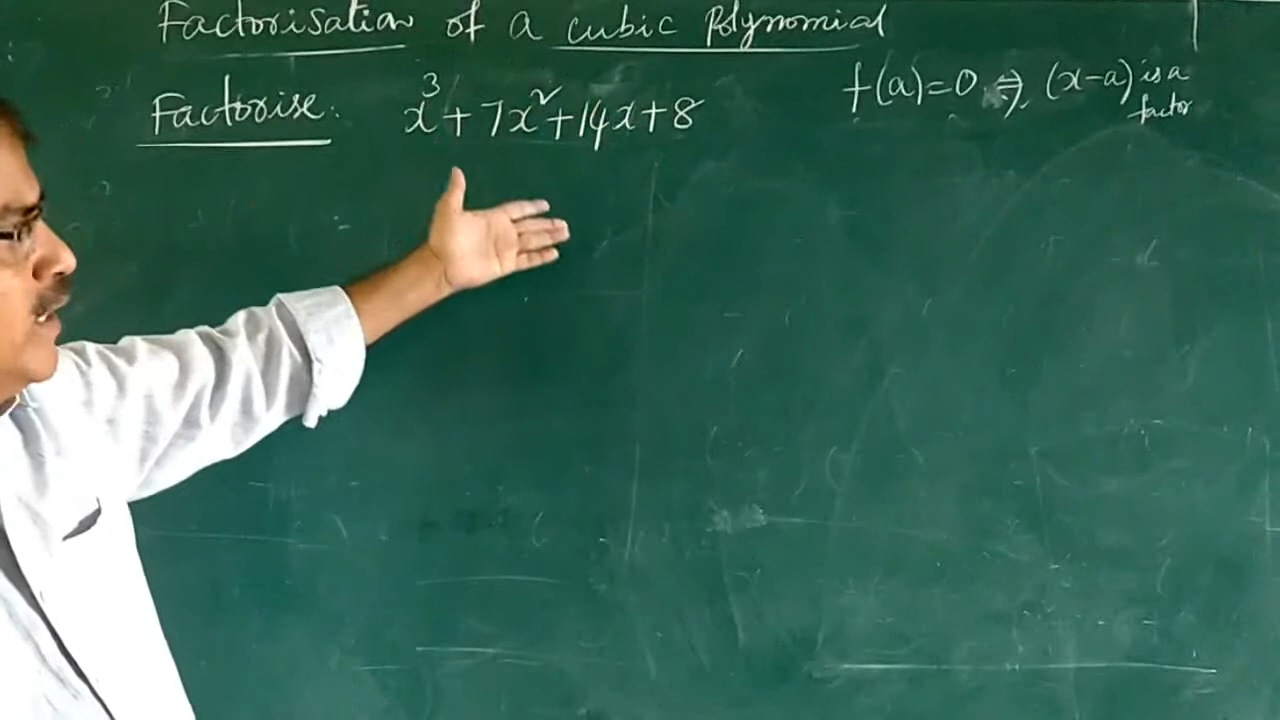 Factorisation of a cubic Polynomial
Factorise: x³+7x²+14x+8
f(a)=0 ⇒ (x-a) is a
factor